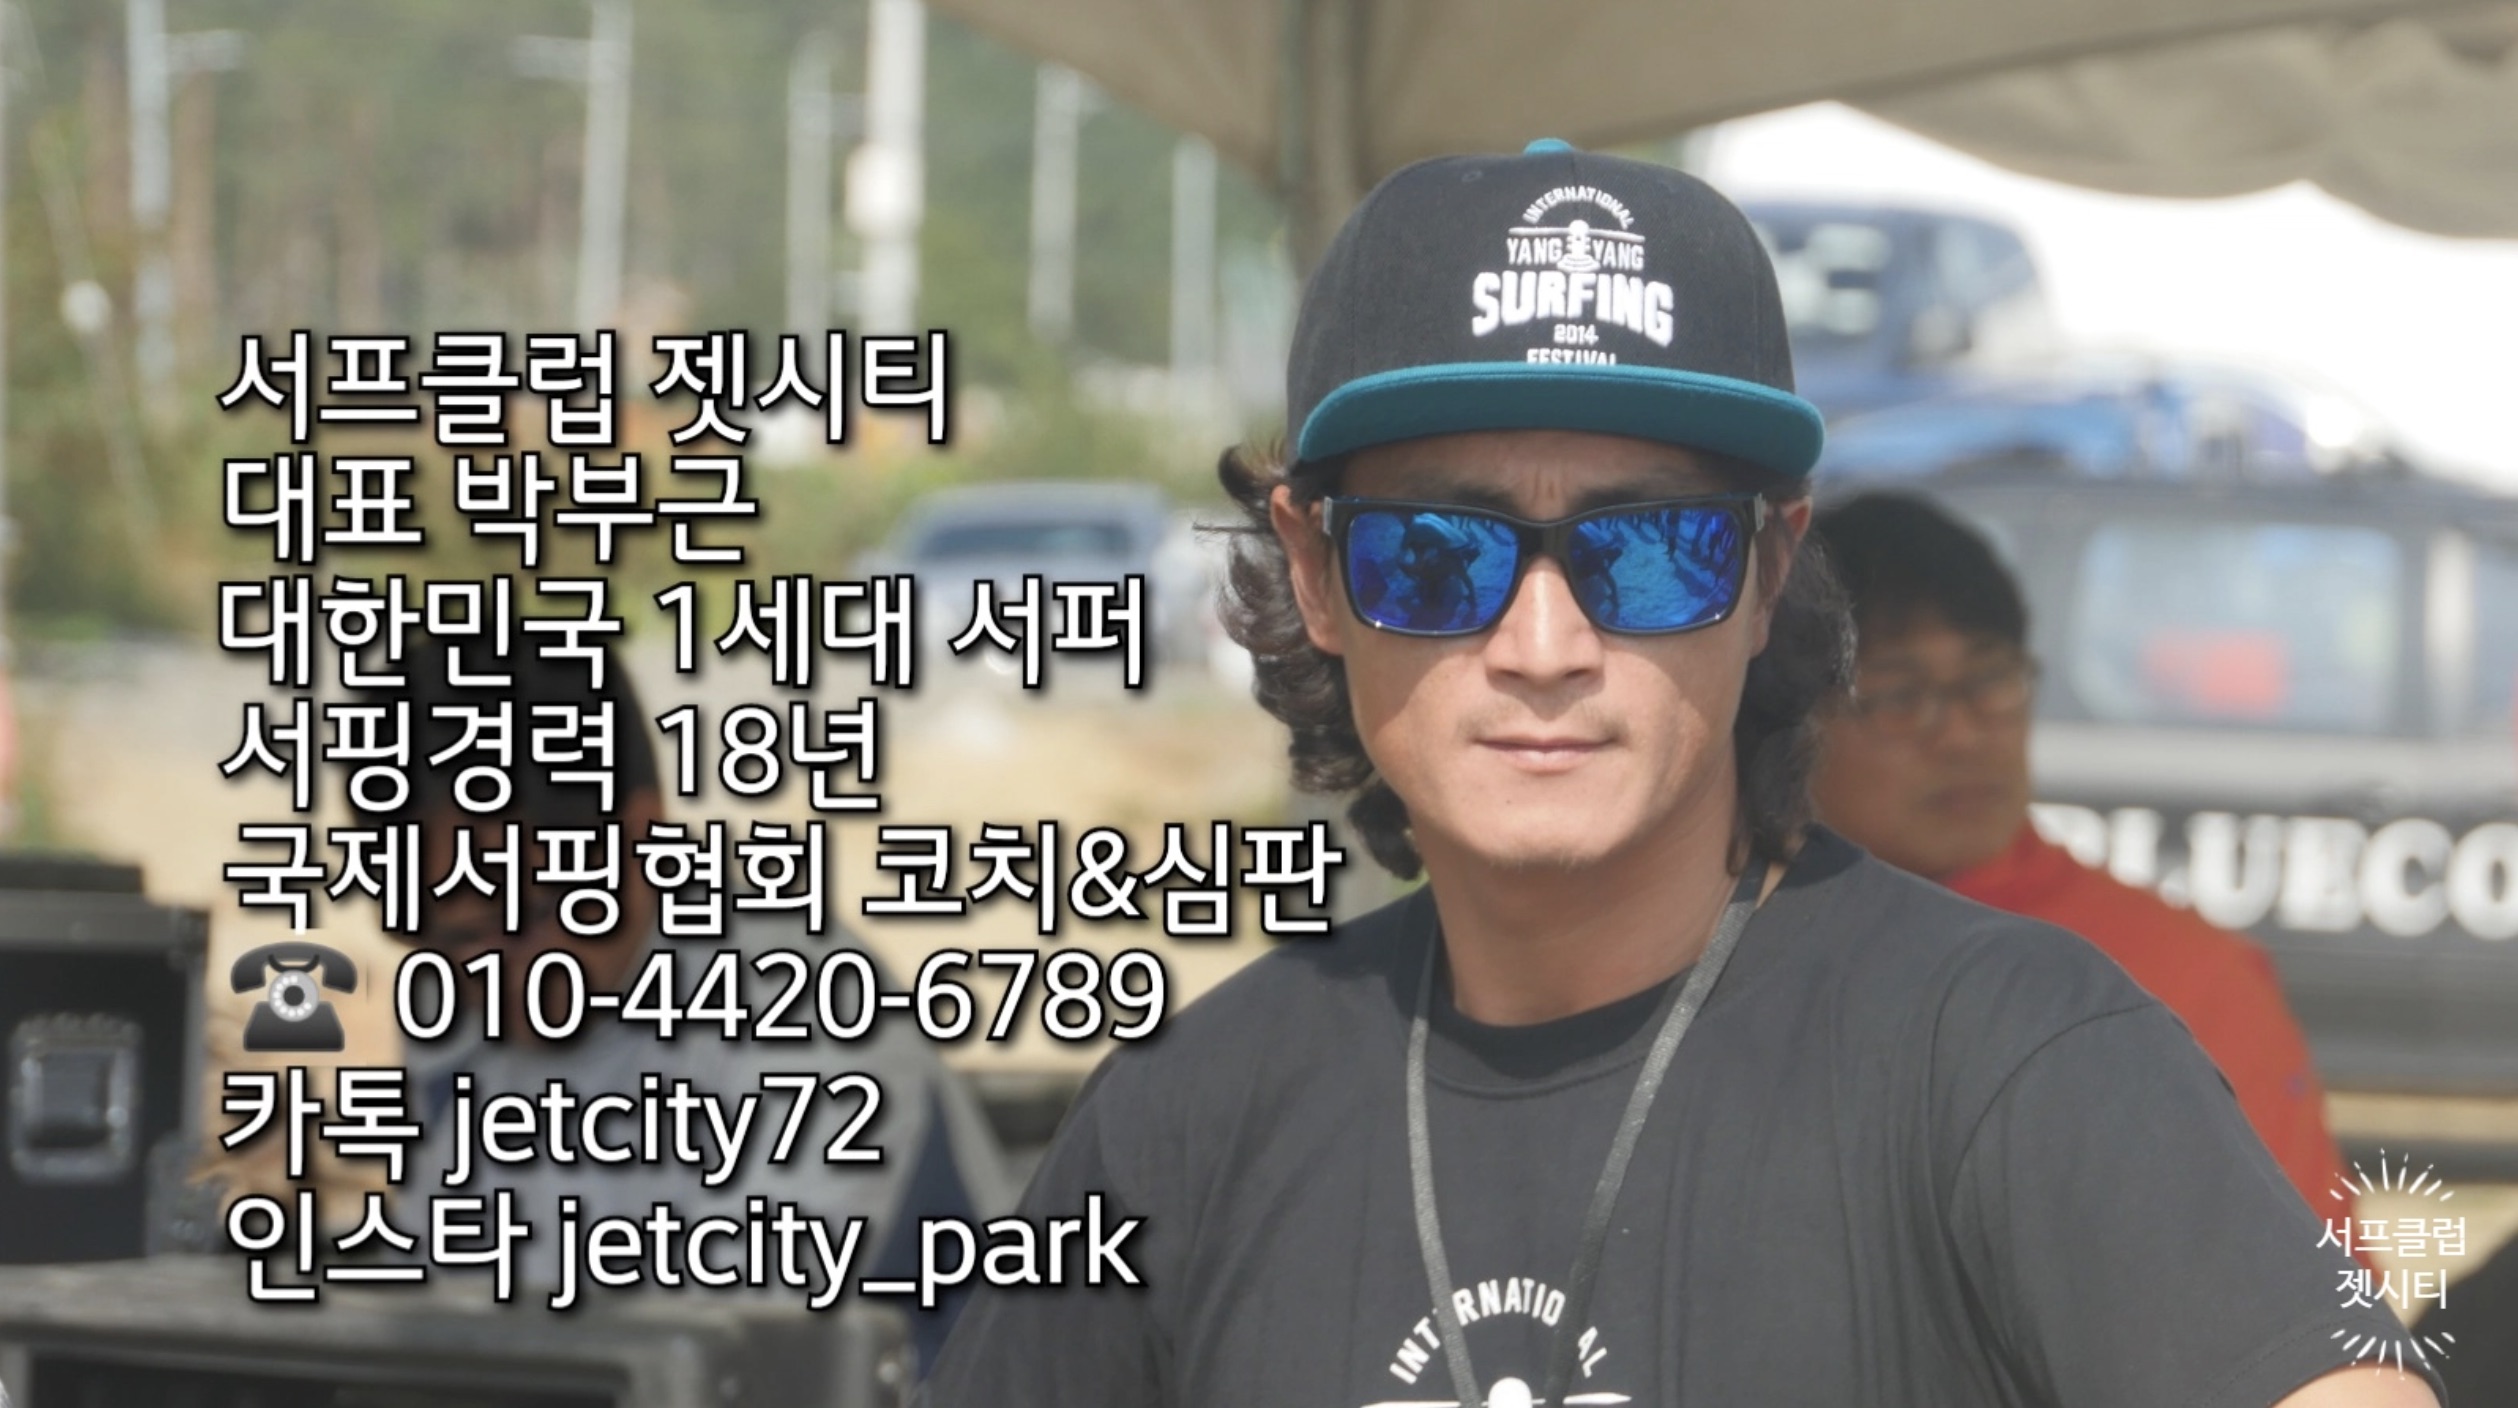 INTERNATIONAL
YANG YANG
SURFING
2014
FESTIVAL
서프클럽 젯시티
대표 박부근
대한민국 1세대 서퍼
서핑경력 18년
국제서핑협회 코치&심판
☎ 010-4420-6789
카톡 jetcity72
인스타 jetcity_park
BLUECO
서프클럽
젯시티
INTERNATIONAL